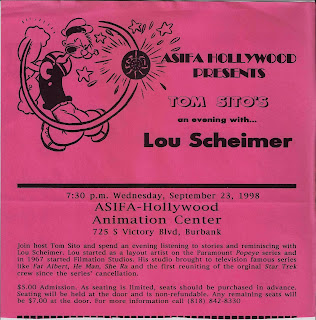 ASIFA HOLLYWOOD
PRESENTS
TOM SITO'S
an evening with...
Lou Scheimer
7:30 p.m. Wednesday, September 23, 1998
ASIFA-Hollywood
Animation Center
725 S Victory Blvd, Burbank
Join host Tom Sito and spend an evening listening to stories and reminiscing with
Lou Scheimer. Lou started as a layout artist on the Paramount Popeye series and
in 1967 started Filmation Studios. His studio brought to television famous series
like Fat Albert, He Man, She Ra and the first reuniting of the orginal Star Trek
crew since the series' cancellation.
$5.00 Admission. As seating is limited, seats should be purchased in advance.
Seating will be held at the door and is non-refundable. Any remaining seats will
be $7.00 at the door. For more information call (818) 842-8330